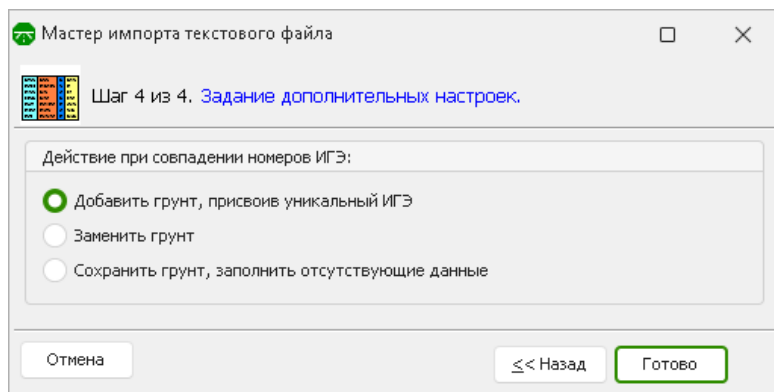 Мастер импорта текстового файла
Шаг 4 из 4. Задание дополнительных настроек.
Действие при совпадении номеров ИГЭ:
Добавить грунт, присвоив уникальный ИГЭ
Заменить грунт
Сохранить грунт, заполнить отсутствующие данные
Отмена
<< Назад
Готово